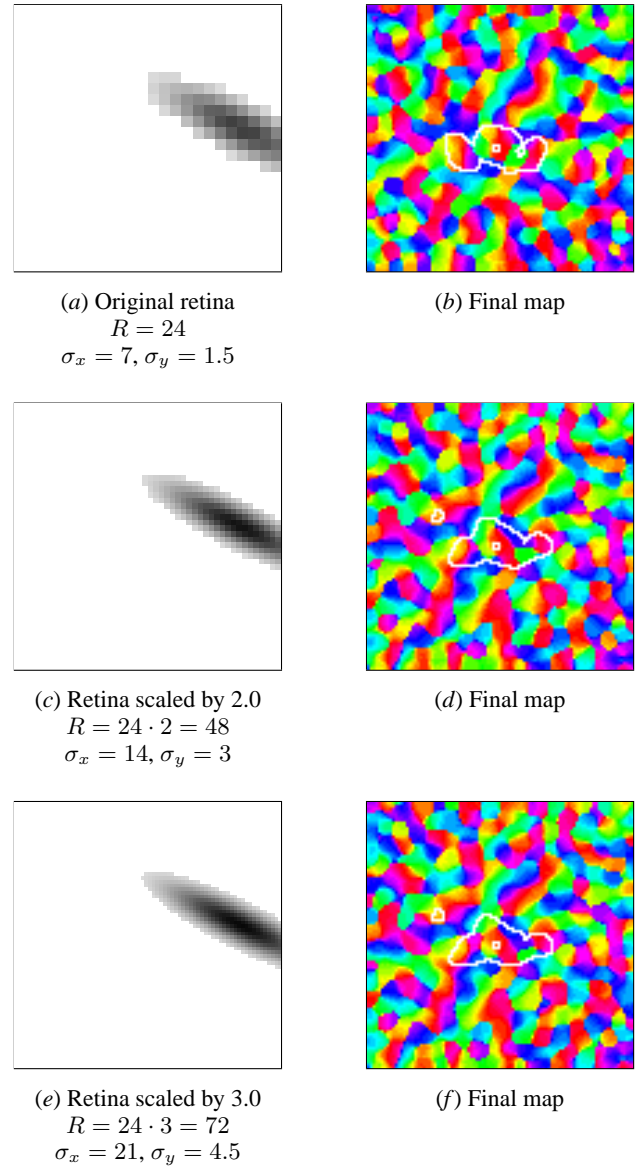 (a) Original retina
R = 24
σx = 7, σy = 1.5
(b) Final map
(c) Retina scaled by 2.0
R = 24 · 2 = 48
σx = 14, σy = 3
(d) Final map
(e) Retina scaled by 3.0
R = 24 · 3 = 72
σx = 21, σy = 4.5
(f) Final map